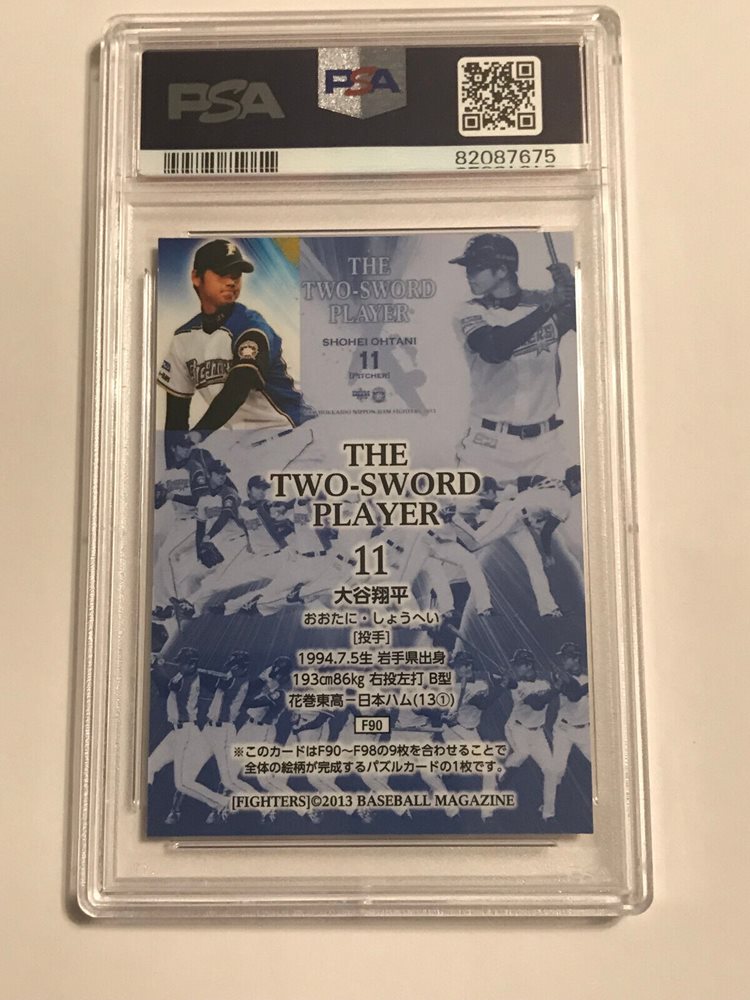 PSA
PSA
82087675
THE
TWO-SWORD
PLAYER
SHOHEI OHTANI
11
[PITCHER]
Fighters
THE
TWO-SWORD
PLAYER
11
大谷翔平
おおたに・しょうへい
[投手]
1994.7.5生 岩手県出身
193㎝86㎏ 右投左打 B型
花巻東高－日本ハム(13①)
F90
※このカードはF90～F98の9枚を合わせることで
全体の絵柄が完成するパズルカードの1枚です。
[FIGHTERS]©2013 BASEBALL MAGAZINE